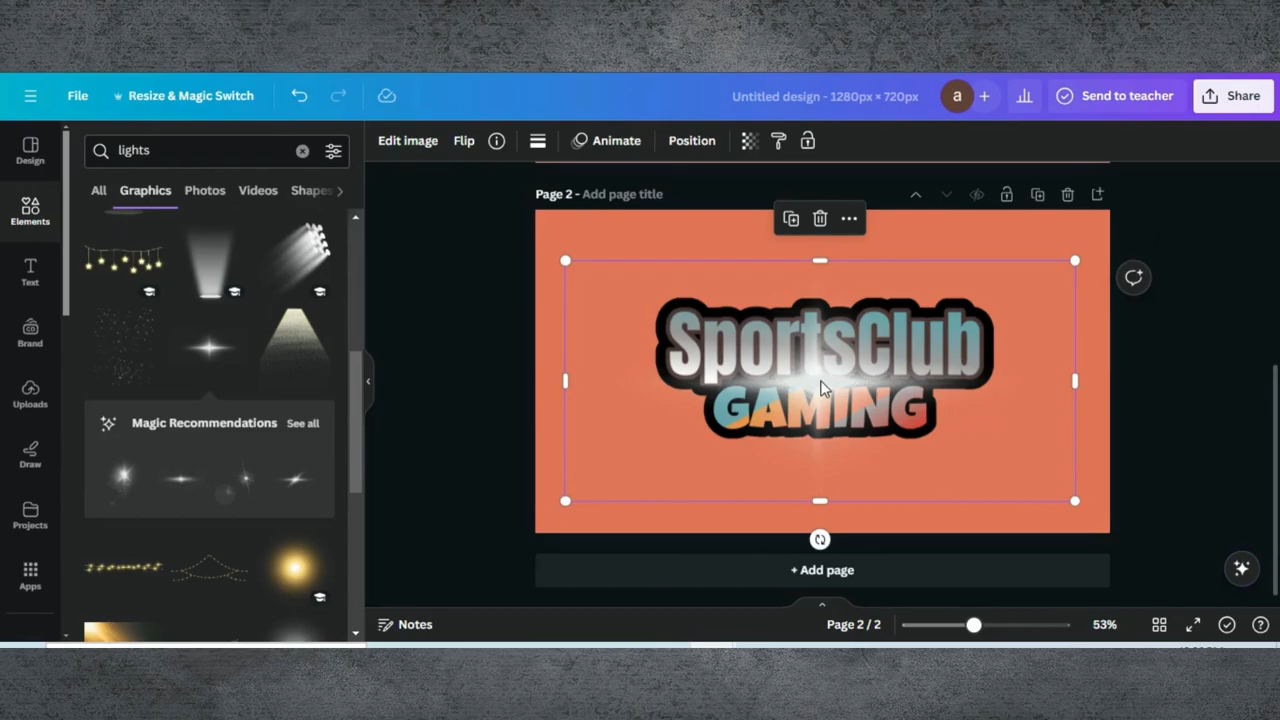 File
Resize & Magic Switch
Untitled design - 1280px × 720px
a
Send to teacher
Share
Design
Elements
Text
Brand
Uploads
Draw
Projects
Apps
lights
All
Graphics
Photos
Videos
Shapes
Magic Recommendations
See all
Edit image
Flip
Animate
Position
Page 2 - Add page title
SportsClub
GAMING
+ Add page
Notes
Page 2 / 2
53%